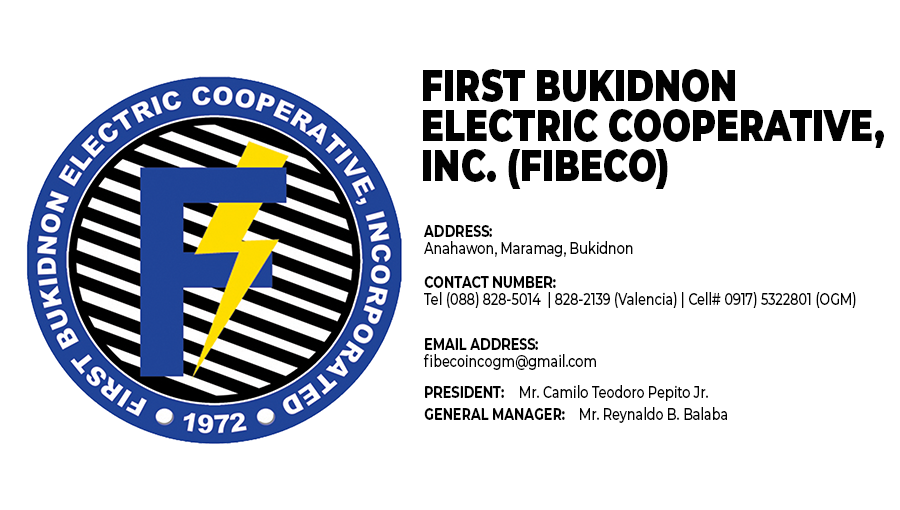 FIRST BUKIDNON ELECTRIC COOPERATIVE, INCORPORATED
F
1972
FIRST BUKIDNON
ELECTRIC COOPERATIVE,
INC. (FIBECO)
ADDRESS:
Anahawon, Maramag, Bukidnon
CONTACT NUMBER:
Tel (088) 828-5014 | 828-2139 (Valencia) | Cell# 0917) 5322801 (OGM)
EMAIL ADDRESS:
fibecoincogm@gmail.com
PRESIDENT: Mr. Camilo Teodoro Pepito Jr.
GENERAL MANAGER: Mr. Reynaldo B. Balaba